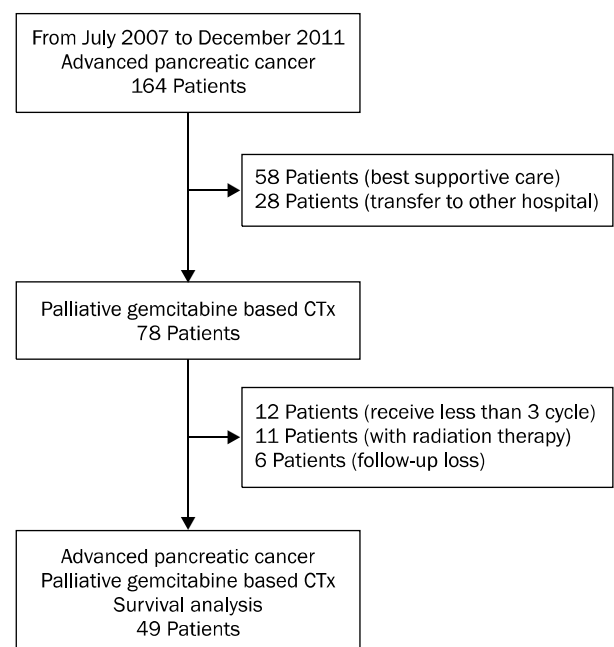 From July 2007 to December 2011
Advanced pancreatic cancer
164 Patients
58 Patients (best supportive care)
28 Patients (transfer to other hospital)
Palliative gemcitabine based CTx
78 Patients
12 Patients (receive less than 3 cycle)
11 Patients (with radiation therapy)
6 Patients (follow-up loss)
Advanced pancreatic cancer
Palliative gemcitabine based CTx
Survival analysis
49 Patients